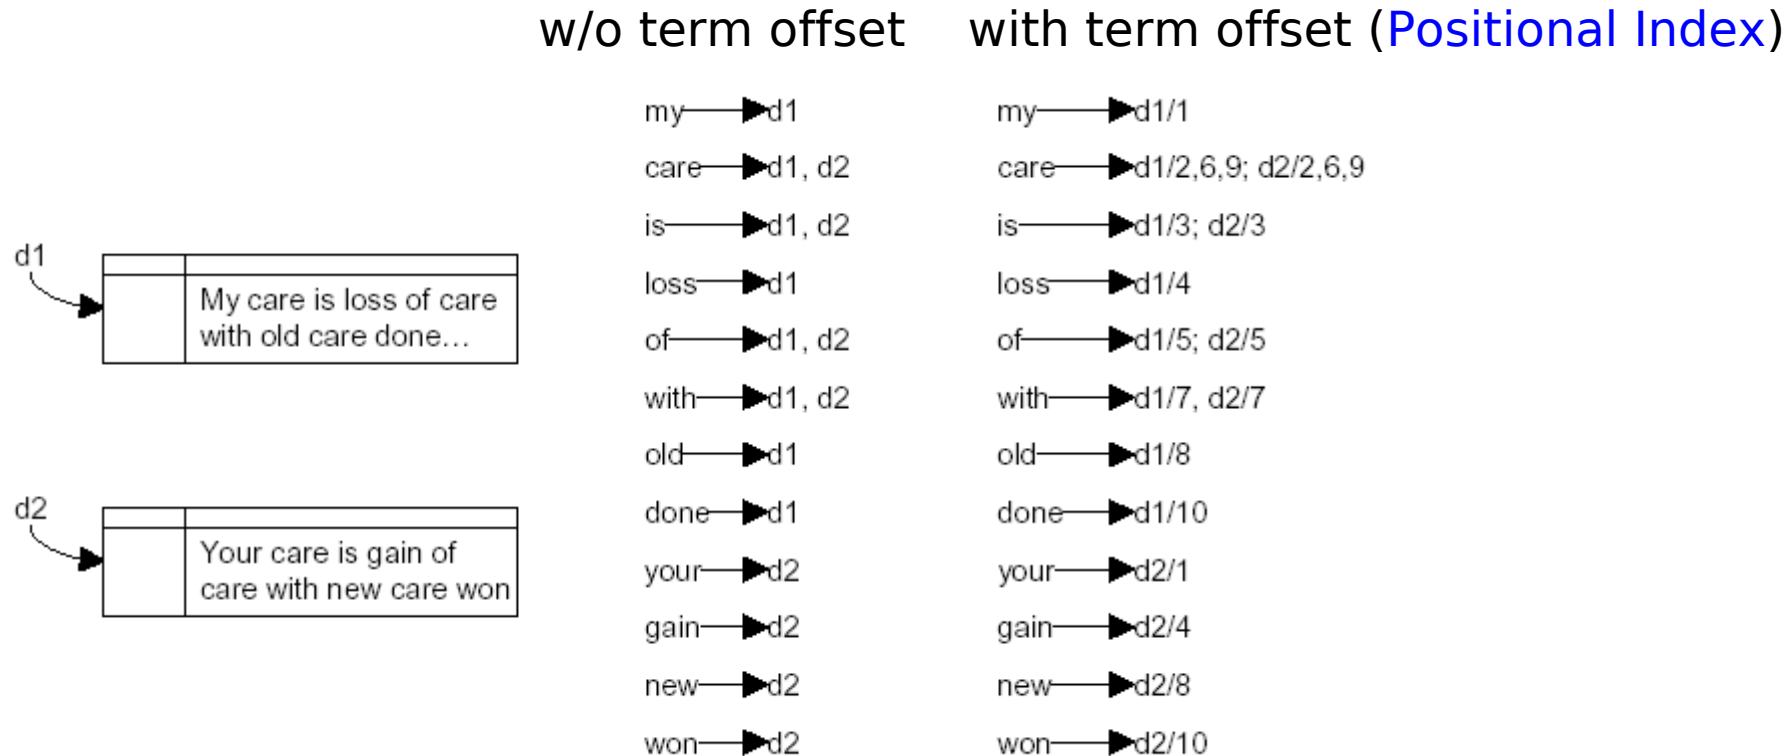 w/o term offset
with term offset (Positional Index)
d1
My care is loss of care
with old care done...
d2
Your care is gain of
care with new care won
my d1
care d1, d2
is d1, d2
loss d1
of d1, d2
with d1, d2
old d1
done d1
your d2
gain d2
new d2
won d2
my d1/1
care d1/2,6,9; d2/2,6,9
is d1/3; d2/3
loss d1/4
of d1/5; d2/5
with d1/7, d2/7
old d1/8
done d1/10
your d2/1
gain d2/4
new d2/8
won d2/10